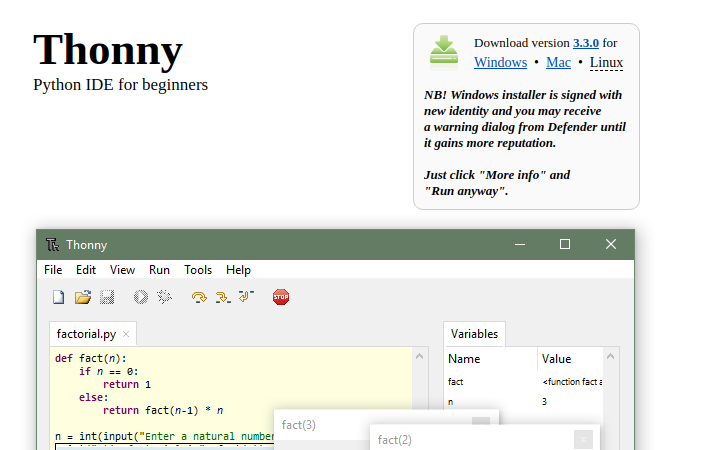 Thonny
Python IDE for beginners
Download version 3.3.0 for
Windows • Mac • Linux
NB! Windows installer is signed with
new identity and you may receive
a warning dialog from Defender until
it gains more reputation.
Just click "More info" and
"Run anyway".
Thonny
File Edit View Run Tools Help
STOP
factorial.py
Variables
def fact(n):
    if n == 0:
        return 1
    else:
        return fact(n-1) * n
n = int(input("Enter a natural number
Name Value
fact <function fact a
n 3
fact(3)
fact(2)